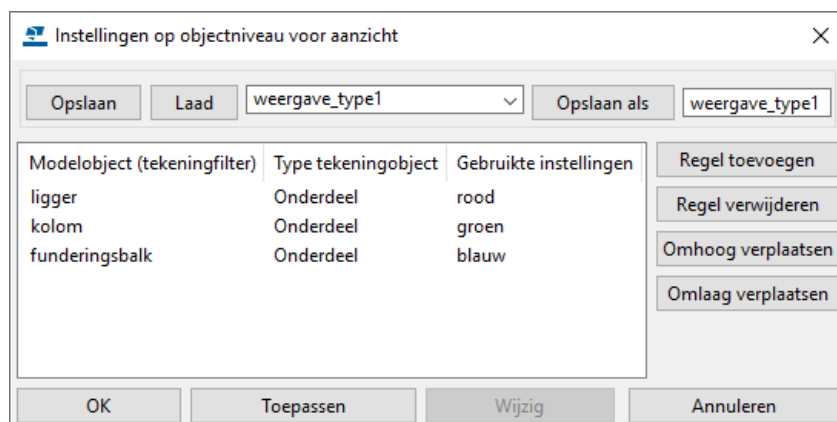 Instellingen op objectniveau voor aanzicht
Opslaan Laad weergave_type1 Opslaan als weergave_type1
Modelobject (tekeningfilter) Type tekeningobject Gebruikte instellingen
ligger Onderdeel rood
kolom Onderdeel groen
funderingsbalk Onderdeel blauw
Regel toevoegen
Regel verwijderen
Omhoog verplaatsen
Omlaag verplaatsen
OK Toepassen Wijzig Annuleren